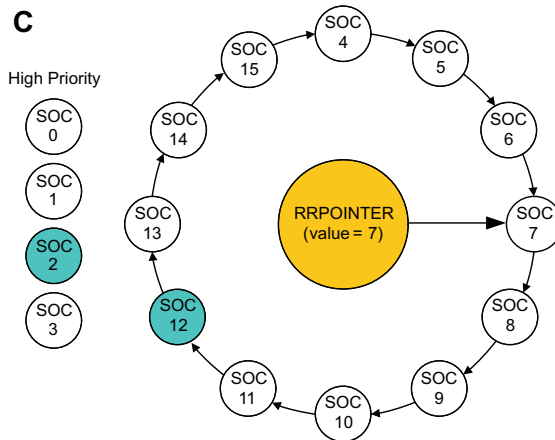 C
High Priority
SOC
0
SOC
1
SOC
2
SOC
3
SOC
4
SOC
5
SOC
6
SOC
7
SOC
8
SOC
9
SOC
10
SOC
11
SOC
12
SOC
13
SOC
14
SOC
15
RRPOINTER
(value = 7)